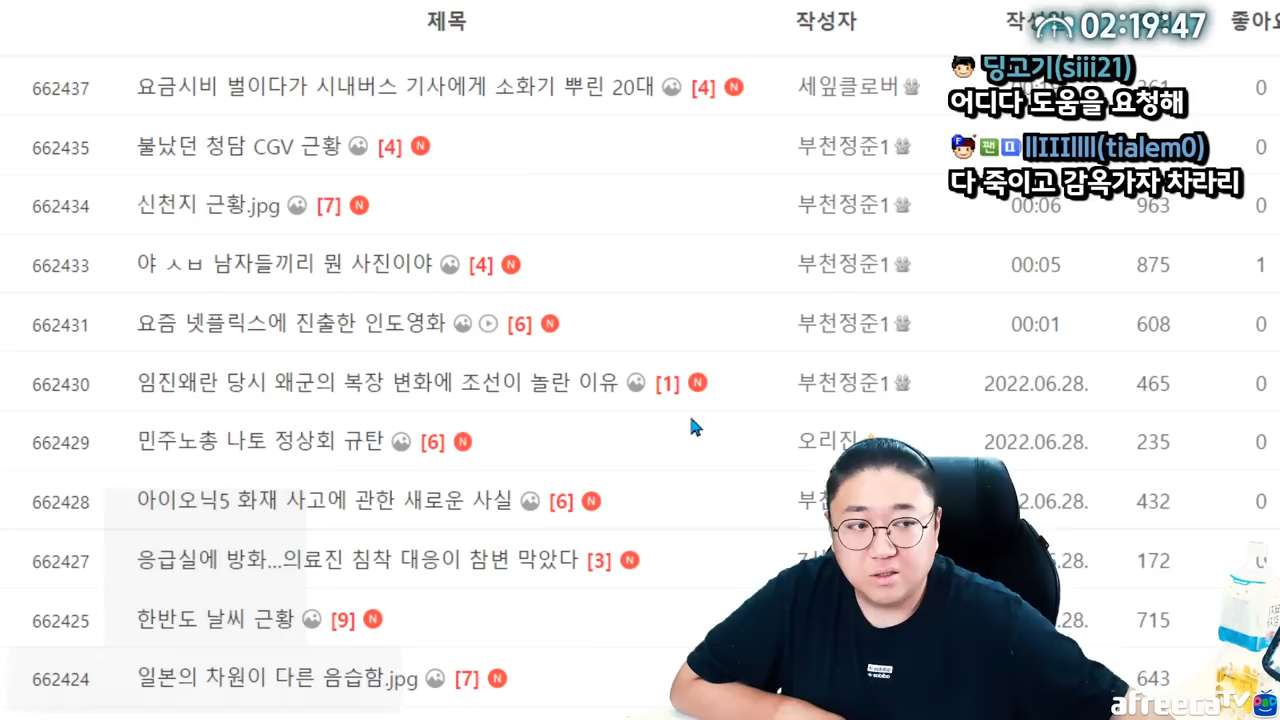 제목 작성자 02:19:47 좋아요
662437 요금시비 벌이다가 시내버스 기사에게 소화기 뿌린 20대 [4] N 세잎클로버 0
딩고기(siii21)
어디다 도움을 요청해
662435 불났던 청담 CGV 근황 [4] N 부천정준1 0
다 죽이고 감옥가자 차라리
662434 신천지 근황.jpg [7] N 부천정준1 00:06 963 0
662433 야 ㅅㅂ 남자들끼리 뭔 사진이야 [4] N 부천정준1 00:05 875 1
662431 요즘 넷플릭스에 진출한 인도영화 [6] N 부천정준1 00:01 608 0
662430 임진왜란 당시 왜군의 복장 변화에 조선이 놀란 이유 [1] N 부천정준1 2022.06.28. 465 0
662429 민주노총 나토 정상회 규탄 [6] N 오리진 2022.06.28. 235 0
662428 아이오닉5 화재 사고에 관한 새로운 사실 [6] N 432 0
662427 응급실에 방화...의료진 침착 대응이 참변 막았다 [3] N 172
662425 한반도 날씨 근황 [9] N 715
662424 일본의 차원이 다른 음습함.jpg [7] N 643
afreecaTV